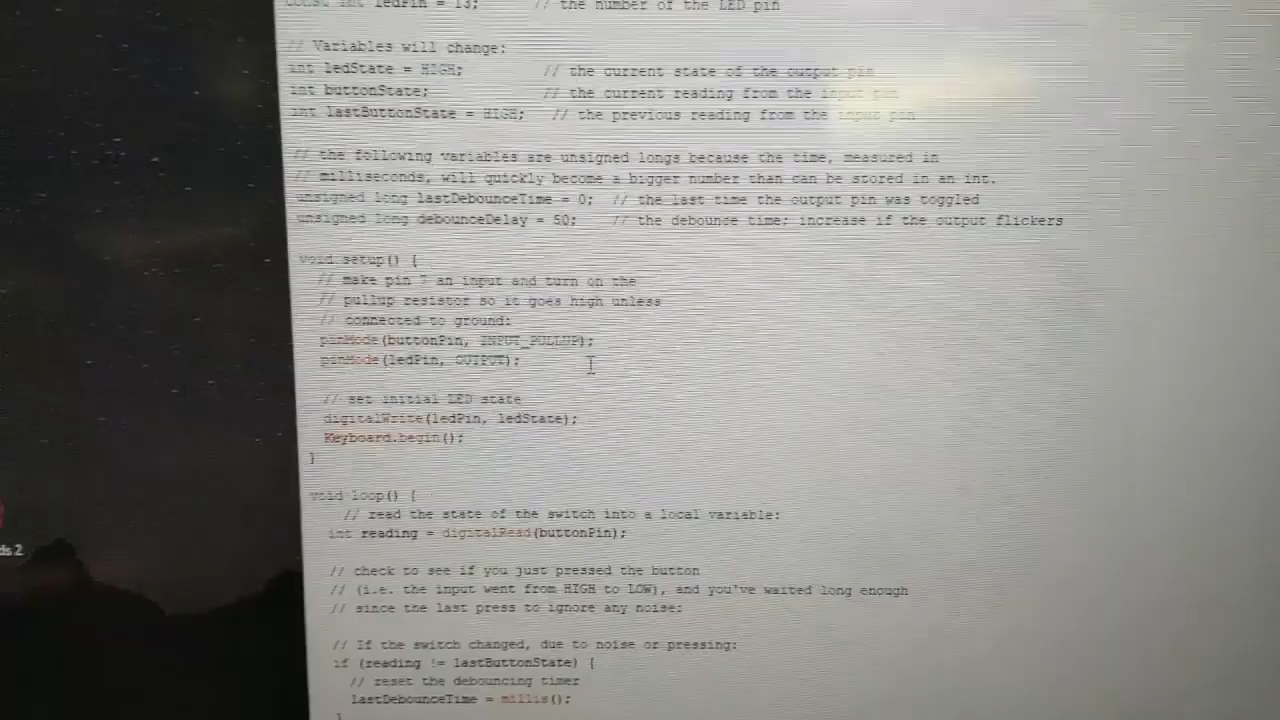 const int ledPin = 13; // the number of the LED pin
// Variables will change:
int ledState = HIGH; // the current state of the output pin
int buttonState; // the current reading from the input pin
int lastButtonState = HIGH; // the previous reading from the input pin
// the following variables are unsigned longs because the time, measured in
// milliseconds, will quickly become a bigger number than can be stored in an int.
unsigned long lastDebounceTime = 0; // the last time the output pin was toggled
unsigned long debounceDelay = 50; // the debounce time; increase if the output flickers
void setup() {
// make pin 7 an input and turn on the
// pullup resistor so it goes high unless
// connected to ground:
pinMode(buttonPin, INPUT_PULLUP);
pinMode(ledPin, OUTPUT);
// set initial LED state
digitalWrite(ledPin, ledState);
Keyboard.begin();
}
void loop() {
// read the state of the switch into a local variable:
int reading = digitalRead(buttonPin);
// check to see if you just pressed the button
// (i.e. the input went from HIGH to LOW), and you've waited long enough
// since the last press to ignore any noise:
// If the switch changed, due to noise or pressing:
if (reading != lastButtonState) {
// reset the debouncing timer
lastDebounceTime = millis();
}
ds 2